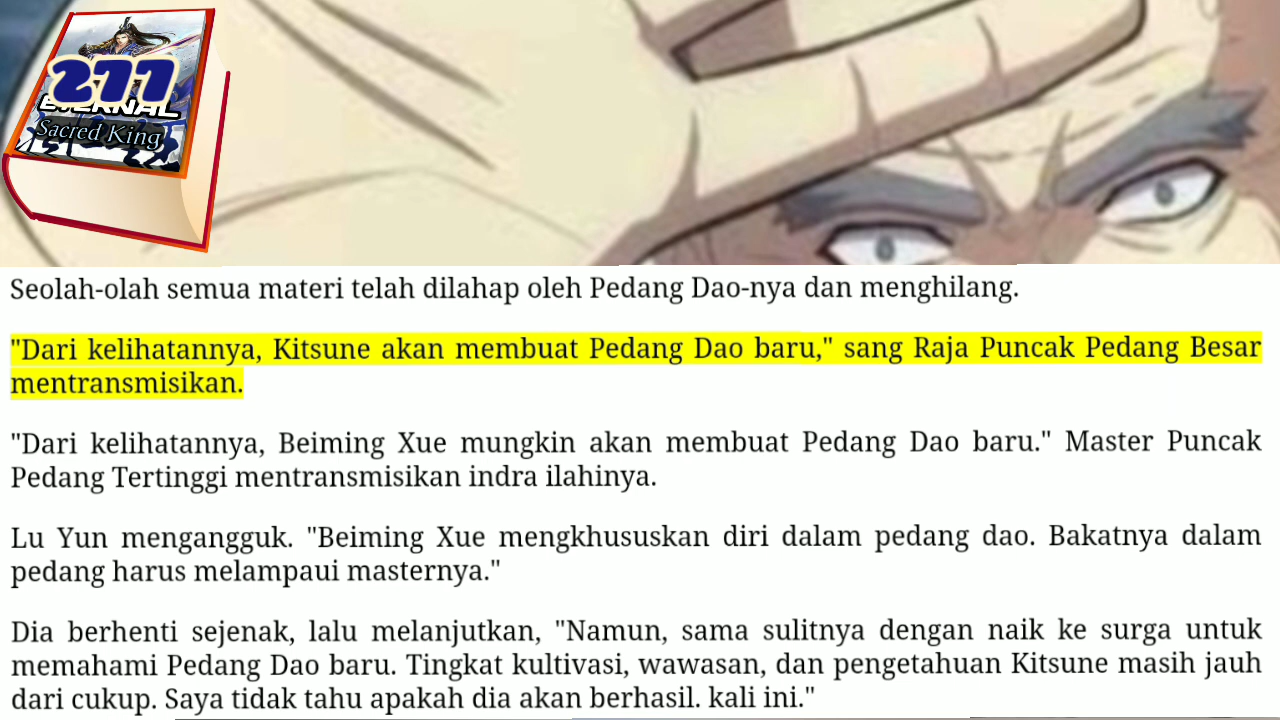 277
ETERNAL
Sacred King
Seolah-olah semua materi telah dilahap oleh Pedang Dao-nya dan menghilang.
"Dari kelihatannya, Kitsune akan membuat Pedang Dao baru," sang Raja Puncak Pedang Besar
mentransmisikan.
"Dari kelihatannya, Beiming Xue mungkin akan membuat Pedang Dao baru." Master Puncak
Pedang Tertinggi mentransmisikan indra ilahinya.
Lu Yun mengangguk. "Beiming Xue mengkhususkan diri dalam pedang dao. Bakatnya dalam
pedang harus melampaui masternya."
Dia berhenti sejenak, lalu melanjutkan, "Namun, sama sulitnya dengan naik ke surga untuk
memahami Pedang Dao baru. Tingkat kultivasi, wawasan, dan pengetahuan Kitsune masih jauh
dari cukup. Saya tidak tahu apakah dia akan berhasil. kali ini."